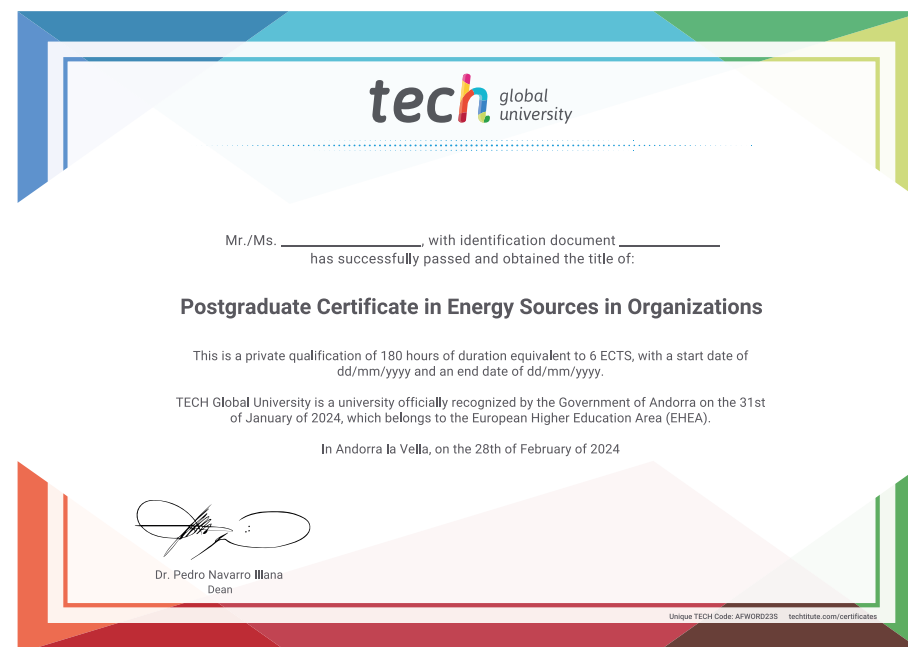 tech global
university
Mr./Ms. ____________________, with identification document ______________
has successfully passed and obtained the title of:
Postgraduate Certificate in Energy Sources in Organizations
This is a private qualification of 180 hours of duration equivalent to 6 ECTS, with a start date of
dd/mm/yyyy and an end date of dd/mm/yyyy.
TECH Global University is a university officially recognized by the Government of Andorra on the 31st
of January of 2024, which belongs to the European Higher Education Area (EHEA).
In Andorra la Vella, on the 28th of February of 2024
Dr. Pedro Navarro Illana
Dean
Unique TECH Code: AFWORD23S techtitute.com/certificates